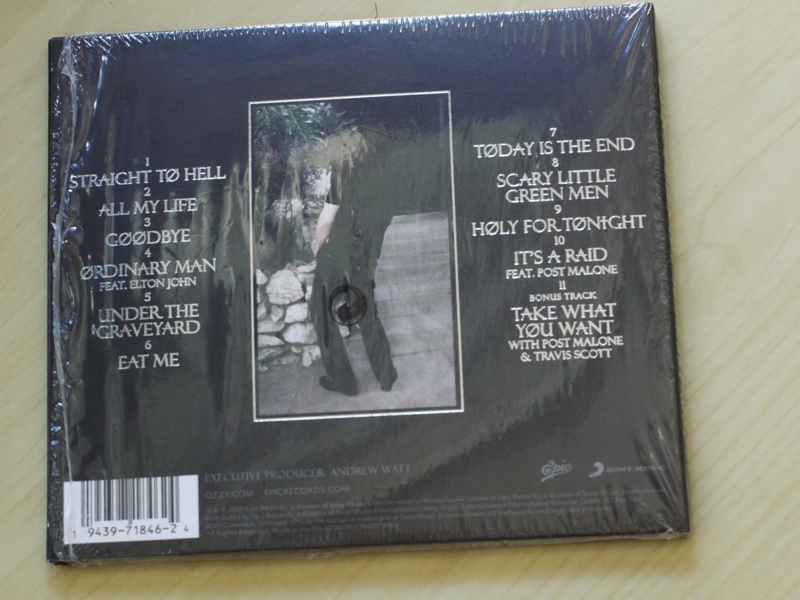 1
STRAIGHT TØ HELL
2
ALL MY LIFE
3
GØØDBYE
4
ØRDINARY MAN
FEAT. ELTON JOHN
5
UNDER THE
GRAVEYARD
6
EAT ME
7
TØDAY IS THE END
8
SCARY LITTLE
GREEN MEN
9
HØLY FOR TØNIGHT
10
IT'S A RAID
FEAT. POST MALONE
11
BONUS TRACK
TAKE WHAT
YØU WANT
WITH POST MALONE
& TRAVIS SCOTT
EXECUTIVE PRODUCER: ANDREW WATT
OZZY.COM EPICRECORDS.COM
Epic
SONY MUSIC
1 9439-71846-2 4